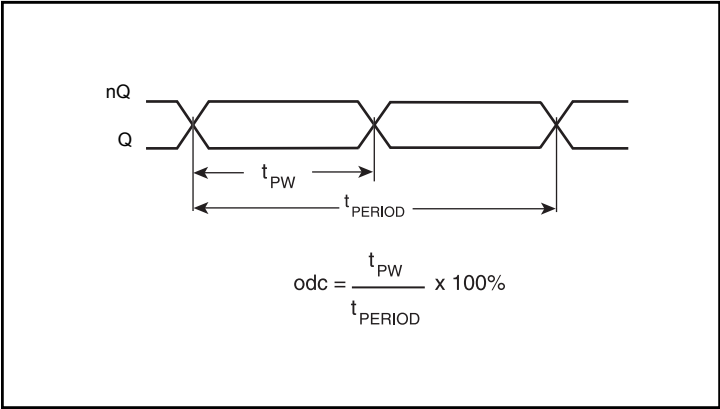 nQ
Q
tPW
tPERIOD
odc = tPW / tPERIOD x 100%